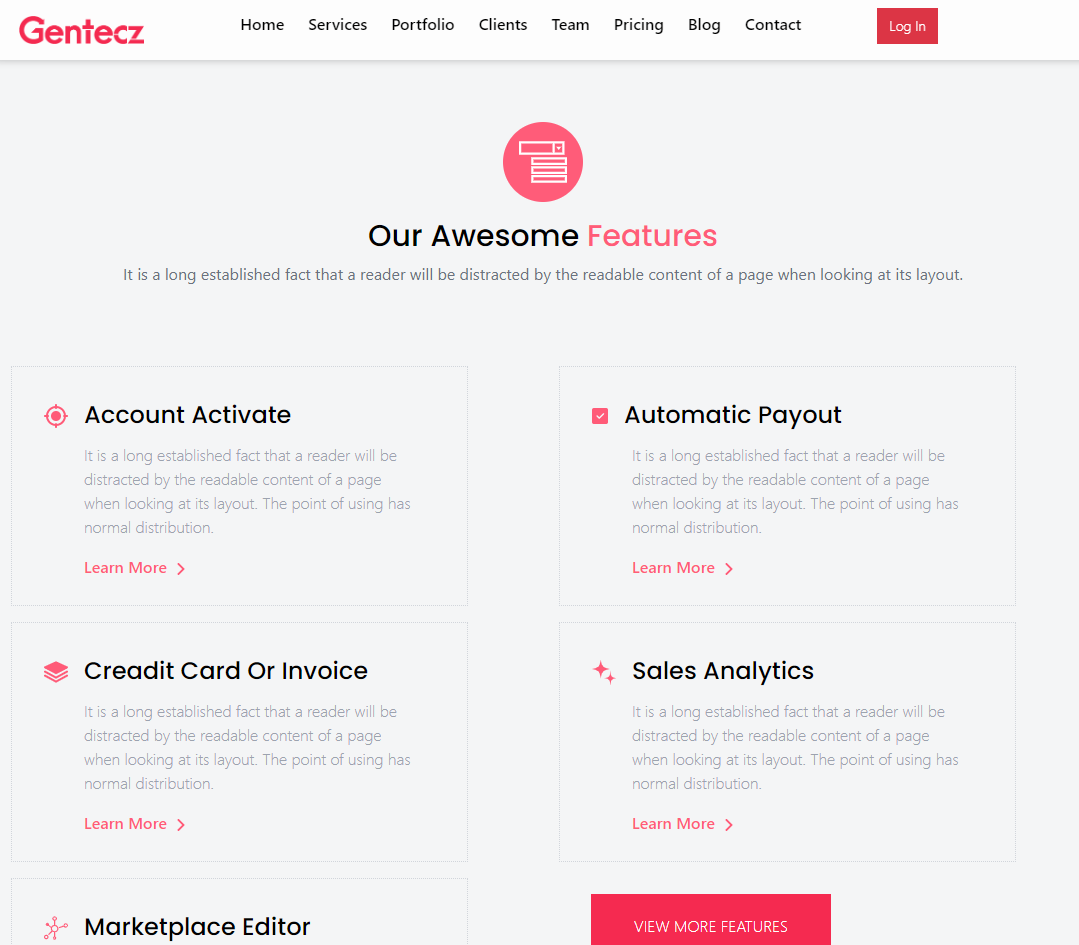 Gentecz
Home Services Portfolio Clients Team Pricing Blog Contact
Log In
Our Awesome Features
It is a long established fact that a reader will be distracted by the readable content of a page when looking at its layout.
Account Activate
It is a long established fact that a reader will be
distracted by the readable content of a page
when looking at its layout. The point of using has
normal distribution.
Learn More
Automatic Payout
It is a long established fact that a reader will be
distracted by the readable content of a page
when looking at its layout. The point of using has
normal distribution.
Learn More
Creadit Card Or Invoice
It is a long established fact that a reader will be
distracted by the readable content of a page
when looking at its layout. The point of using has
normal distribution.
Learn More
Sales Analytics
It is a long established fact that a reader will be
distracted by the readable content of a page
when looking at its layout. The point of using has
normal distribution.
Learn More
Marketplace Editor
VIEW MORE FEATURES